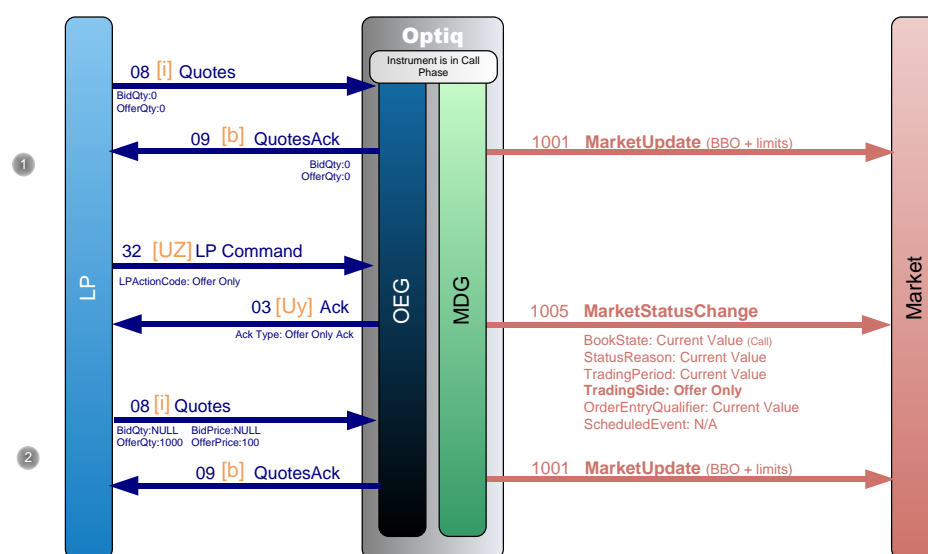 Optiq
Instrument is in Call
Phase
08 [i] Quotes
BidQty:0
OfferQty:0
09 [b] QuotesAck
BidQty:0
OfferQty:0
1001 MarketUpdate (BBO + limits)
1
32 [UZ] LP Command
LPActionCode: Offer Only
LP
OEG
MDG
Market
03 [Uy] Ack
Ack Type: Offer Only Ack
1005 MarketStatusChange
BookState: Current Value (Call)
StatusReason: Current Value
TradingPeriod: Current Value
TradingSide: Offer Only
OrderEntryQualifier: Current Value
ScheduledEvent: N/A
08 [i] Quotes
BidQty:NULL BidPrice:NULL
OfferQty:1000 OfferPrice:100
2
09 [b] QuotesAck
1001 MarketUpdate (BBO + limits)